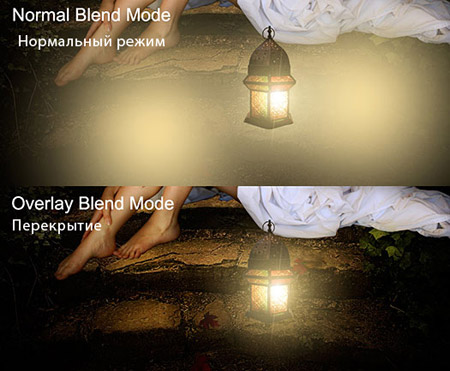 Normal Blend Mode
Нормальный режим
Overlay Blend Mode
Перекрытие